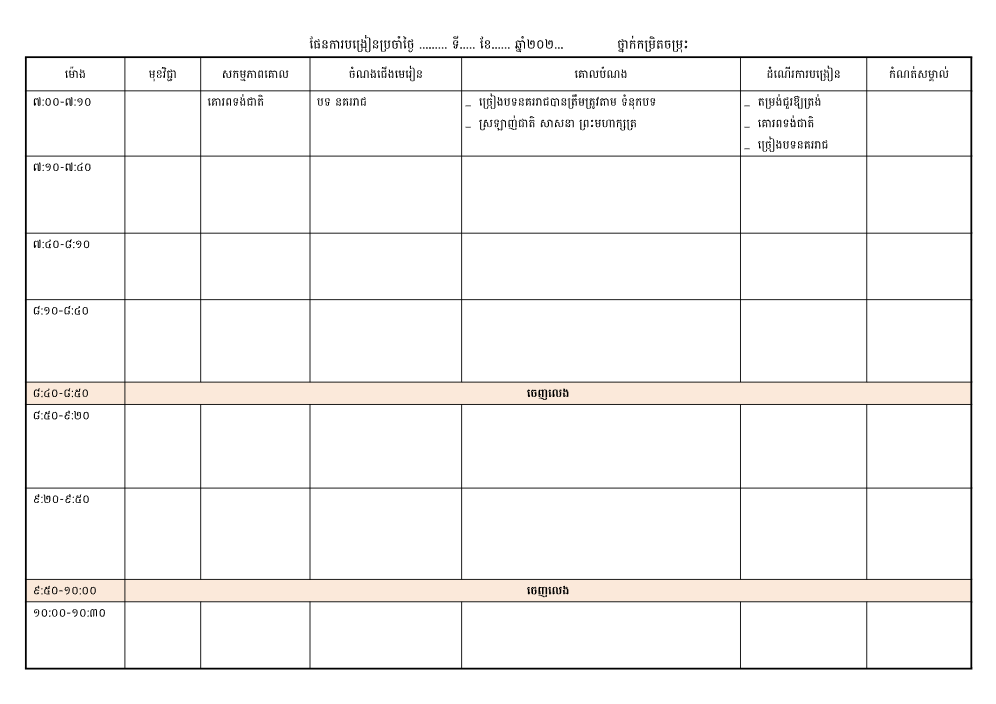 ផែនការបង្រៀនប្រចាំថ្ងៃ ......... ទី..... ខែ...... ឆ្នាំ២០២... ថ្នាក់កម្រិតចម្រុះ
ម៉ោង មុខវិជ្ជា សកម្មភាពគោល ចំណងជើងមេរៀន គោលបំណង ដំណើរការបង្រៀន កំណត់សម្គាល់
៧:០០-៧:១០ គោរពទង់ជាតិ បទ នគររាជ _ ច្រៀងបទនគររាជបានត្រឹមត្រូវតាម ទំនុកបទ _ តម្រង់ជួរឱ្យត្រង់
_ ស្រឡាញ់ជាតិ សាសនា ព្រះមហាក្សត្រ _ គោរពទង់ជាតិ
_ ច្រៀងបទនគររាជ
៧:១០-៧:៤០
៧:៤០-៨:១០
៨:១០-៨:៤០
៨:៤០-៨:៥០ ចេញលេង
៨:៥០-៩:២០
៩:២០-៩:៥០
៩:៥០-១០:០០ ចេញលេង
១០:០០-១០:៣០